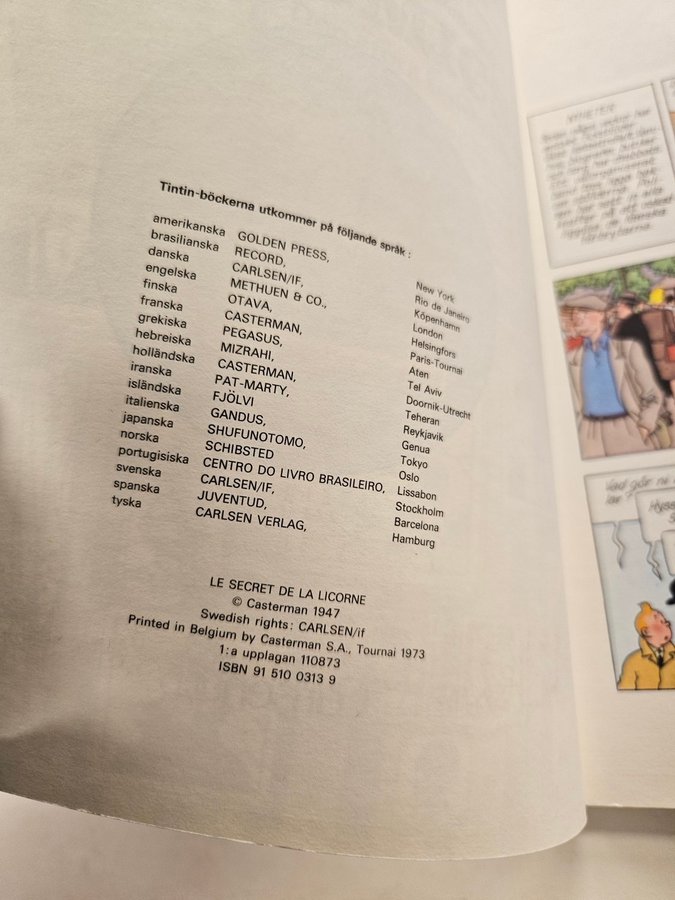 Tintin-böckerna utkommer på följande språk :
amerikanska GOLDEN PRESS, New York
brasilianska RECORD, Rio de Janeiro
danska CARLSEN/IF, Köpenhamn
engelska METHUEN & CO., London
finska OTAVA, Helsingfors
franska CASTERMAN, Paris-Tournai
grekiska PEGASUS, Aten
hebreiska MIZRAHI, Tel Aviv
holländska CASTERMAN, Doornik-Utrecht
iranska PAT-MARTY, Teheran
isländska FJÖLVI Reykjavik
italienska GANDUS, Genua
japanska SHUFUNOTOMO, Tokyo
norska SCHIBSTED Oslo
portugisiska CENTRO DO LIVRO BRASILEIRO, Lissabon
svenska CARLSEN/IF, Stockholm
spanska JUVENTUD, Barcelona
tyska CARLSEN VERLAG, Hamburg
LE SECRET DE LA LICORNE
© Casterman 1947
Swedish rights: CARLSEN/if
Printed in Belgium by Casterman S.A., Tournai 1973
1:a upplagan 110873
ISBN 91 510 0313 9
NYHETER
Vad gör ni